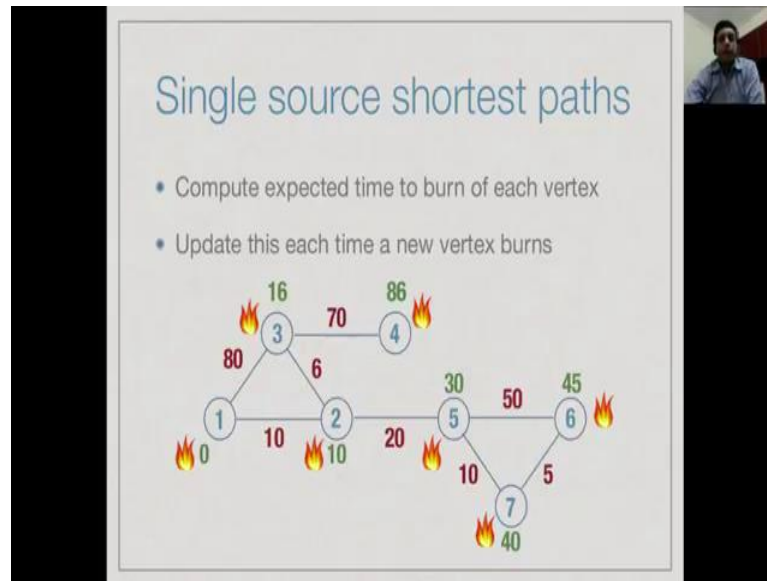 Single source shortest paths
• Compute expected time to burn of each vertex
• Update this each time a new vertex burns
16 86
70
3 4
80 6 30 45
50
1 2 5 6
0 10 10 20
10 5
7
40